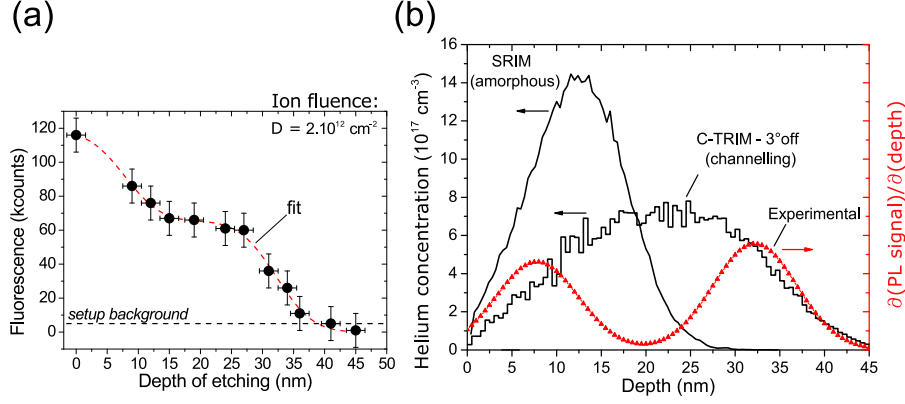 (a)
Ion fluence:
D = 2.10¹² cm⁻²
120
100
80
60
40
20
0
Fluorescence (kcounts)
fit
setup background
0 5 10 15 20 25 30 35 40 45
Depth of etching (nm)
(b)
16
14
12
10
8
6
4
2
0
Helium concentration (10¹⁷ cm⁻³)
SRIM
(amorphous)
C-TRIM - 3°off
(channelling)
Experimental
∂(PL signal)/∂(depth)
0 5 10 15 20 25 30 35 40 45
Depth (nm)